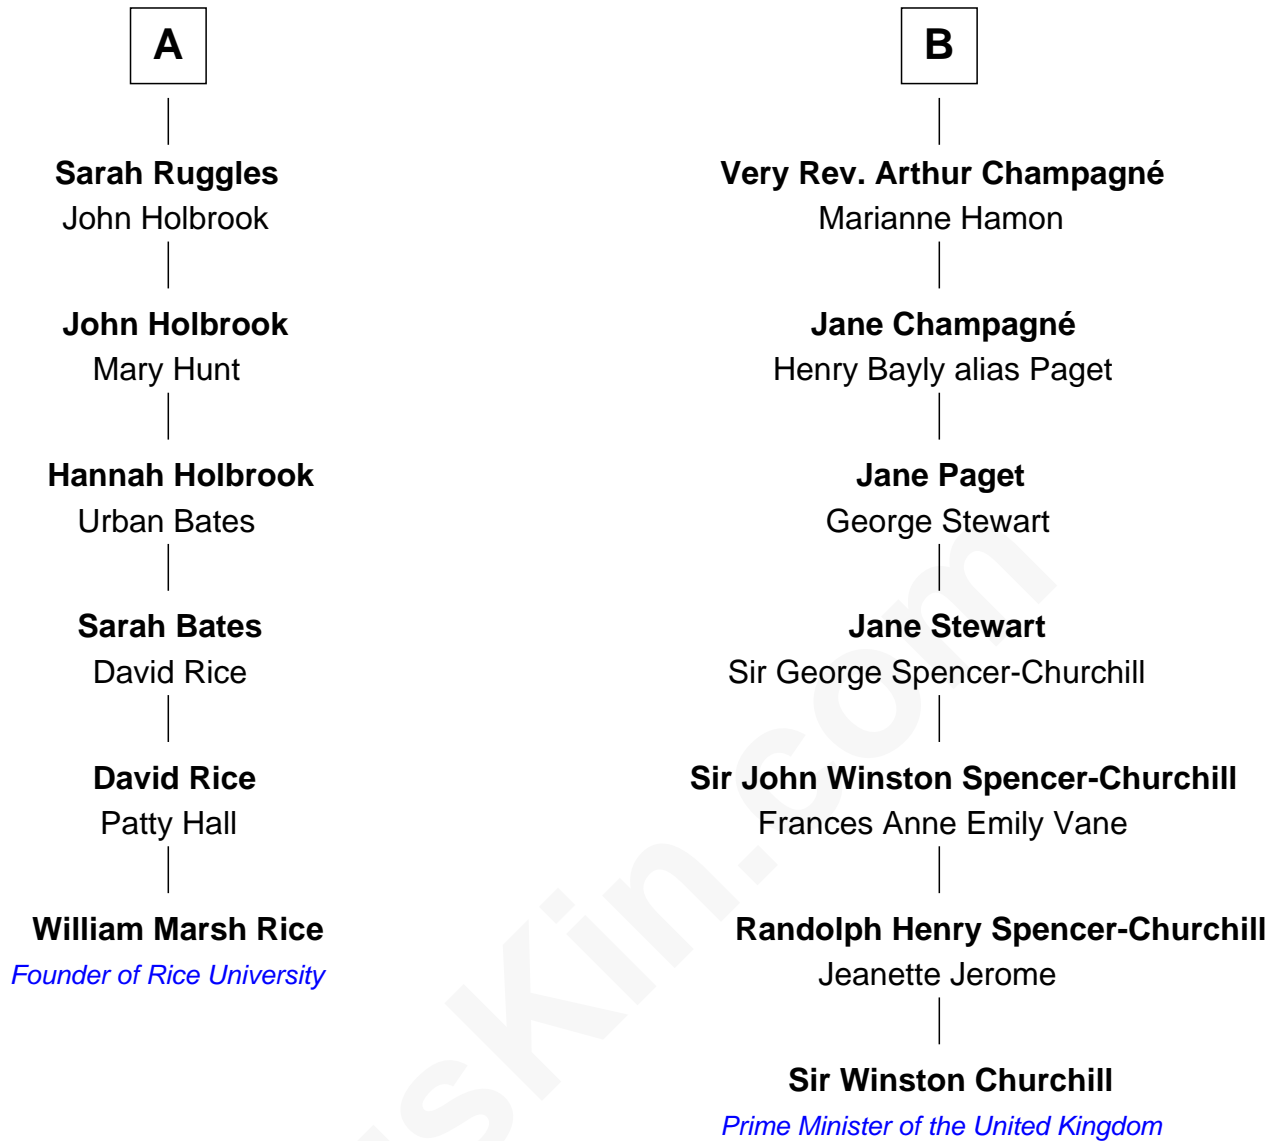 A
Sarah Ruggles
John Holbrook
John Holbrook
Mary Hunt
Hannah Holbrook
Urban Bates
Sarah Bates
David Rice
David Rice
Patty Hall
William Marsh Rice
Founder of Rice University
B
Very Rev. Arthur Champagné
Marianne Hamon
Jane Champagné
Henry Bayly alias Paget
Jane Paget
George Stewart
Jane Stewart
Sir George Spencer-Churchill
Sir John Winston Spencer-Churchill
Frances Anne Emily Vane
Randolph Henry Spencer-Churchill
Jeanette Jerome
Sir Winston Churchill
Prime Minister of the United Kingdom
sKin.com